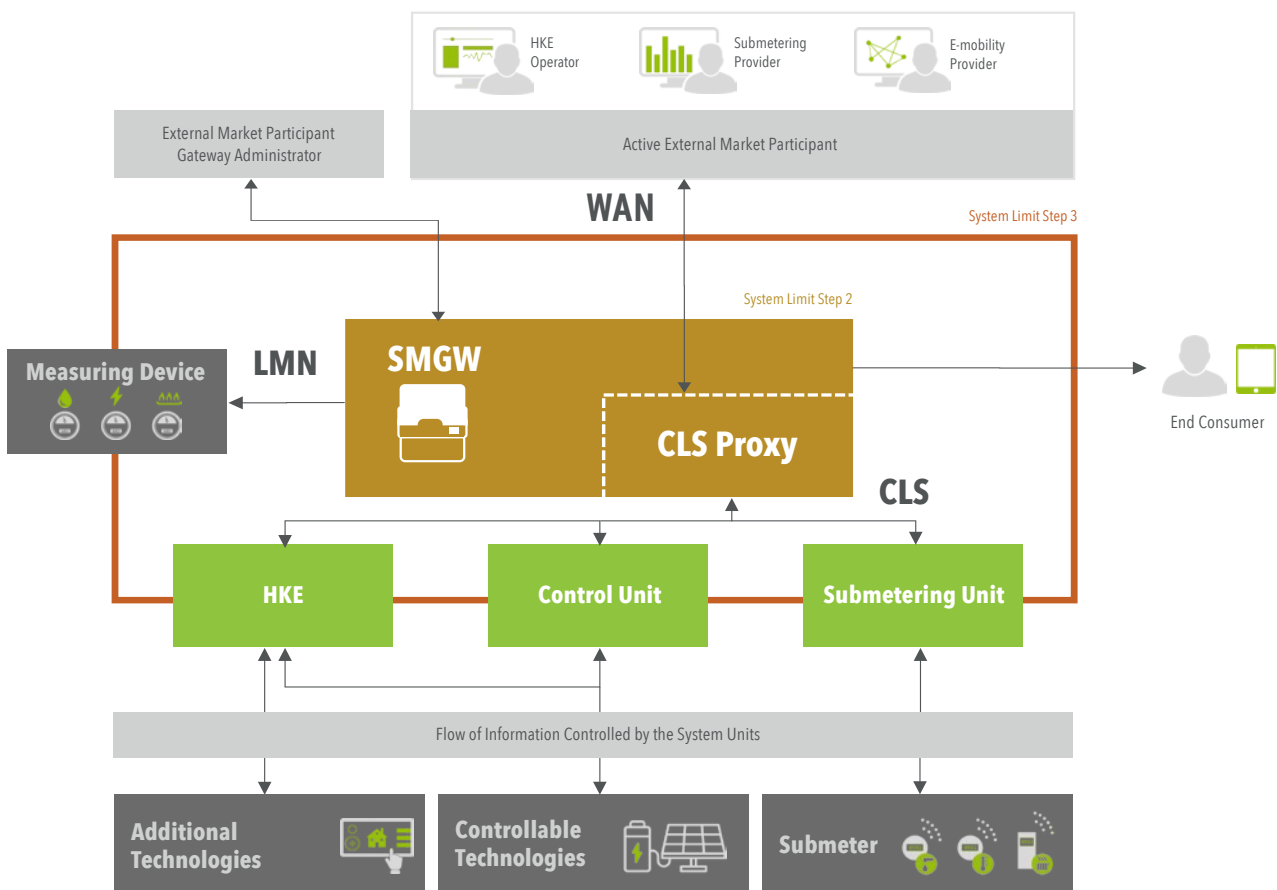 HKE
Operator
Submetering
Provider
E-mobility
Provider
External Market Participant
Gateway Administrator
Active External Market Participant
WAN
System Limit Step 3
System Limit Step 2
Measuring Device
LMN
SMGW
CLS Proxy
End Consumer
CLS
HKE
Control Unit
Submetering Unit
Flow of Information Controlled by the System Units
Additional
Technologies
Controllable
Technologies
Submeter